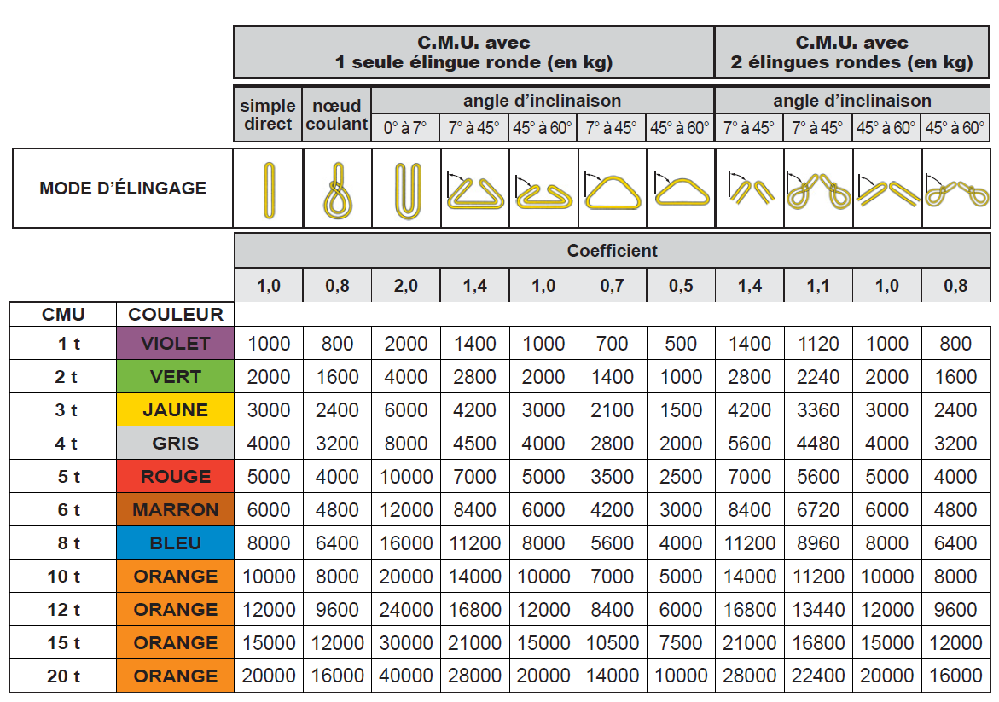 C.M.U. avec
1 seule élingue ronde (en kg)
C.M.U. avec
2 élingues rondes (en kg)
simple
direct
nœud
coulant
angle d’inclinaison
angle d’inclinaison
0° à 7° 7° à 45° 45° à 60° 7° à 45° 45° à 60° 7° à 45° 7° à 45° 45° à 60° 45° à 60°
MODE D’ÉLINGAGE
Coefficient
1,0 0,8 2,0 1,4 1,0 0,7 0,5 1,4 1,1 1,0 0,8
CMU COULEUR
1 t VIOLET 1000 800 2000 1400 1000 700 500 1400 1120 1000 800
2 t VERT 2000 1600 4000 2800 2000 1400 1000 2800 2240 2000 1600
3 t JAUNE 3000 2400 6000 4200 3000 2100 1500 4200 3360 3000 2400
4 t GRIS 4000 3200 8000 4500 4000 2800 2000 5600 4480 4000 3200
5 t ROUGE 5000 4000 10000 7000 5000 3500 2500 7000 5600 5000 4000
6 t MARRON 6000 4800 12000 8400 6000 4200 3000 8400 6720 6000 4800
8 t BLEU 8000 6400 16000 11200 8000 5600 4000 11200 8960 8000 6400
10 t ORANGE 10000 8000 20000 14000 10000 7000 5000 14000 11200 10000 8000
12 t ORANGE 12000 9600 24000 16800 12000 8400 6000 16800 13440 12000 9600
15 t ORANGE 15000 12000 30000 21000 15000 10500 7500 21000 16800 15000 12000
20 t ORANGE 20000 16000 40000 28000 20000 14000 10000 28000 22400 20000 16000